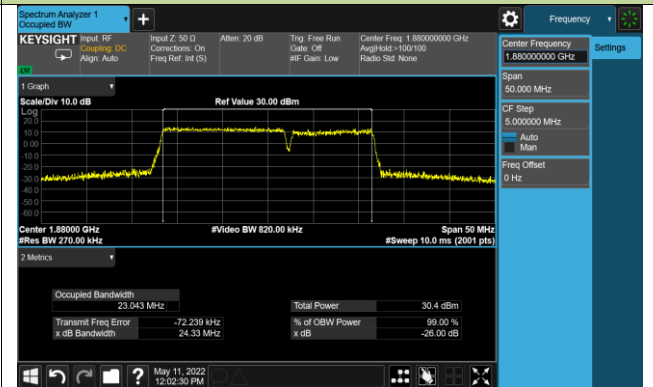 Spectrum Analyzer 1
Occupied BW
+
Frequency
KEYSIGHT
Input: RF
Coupling: DC
Align: Auto
Input Z: 50 Ω
Corrections: On
Freq Ref: Int (S)
Atten: 20 dB
Trig: Free Run
Gate: Off
#IF Gain: Low
Center Freq: 1.880000000 GHz
Avg|Hold:>100/100
Radio Std: None
Center Frequency
1.880000000 GHz
Settings
Span
50.000 MHz
CF Step
5.000000 MHz
Auto
Man
Freq Offset
0 Hz
1 Graph
Scale/Div 10.0 dB
Ref Value 30.00 dBm
Log
20.0
10.0
0.00
-10.0
-20.0
-30.0
-40.0
-50.0
-60.0
Center 1.88000 GHz
#Video BW 820.00 kHz
Span 50 MHz
#Res BW 270.00 kHz
#Sweep 10.0 ms (2001 pts)
2 Metrics
Occupied Bandwidth
23.043 MHz
Total Power 30.4 dBm
Transmit Freq Error -72.239 kHz
% of OBW Power 99.00 %
x dB Bandwidth 24.33 MHz
x dB -26.00 dB
?
May 11, 2022
12:02:30 PM